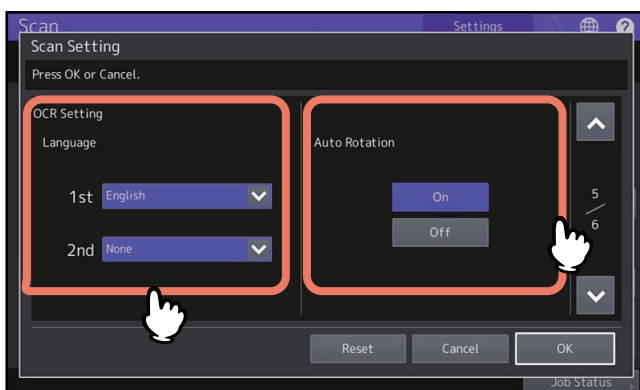 Scan
Settings
Scan Setting
Press OK or Cancel.
OCR Setting
Language
1st English
2nd None
Auto Rotation
On
Off
5
6
Reset
Cancel
OK
Job Status